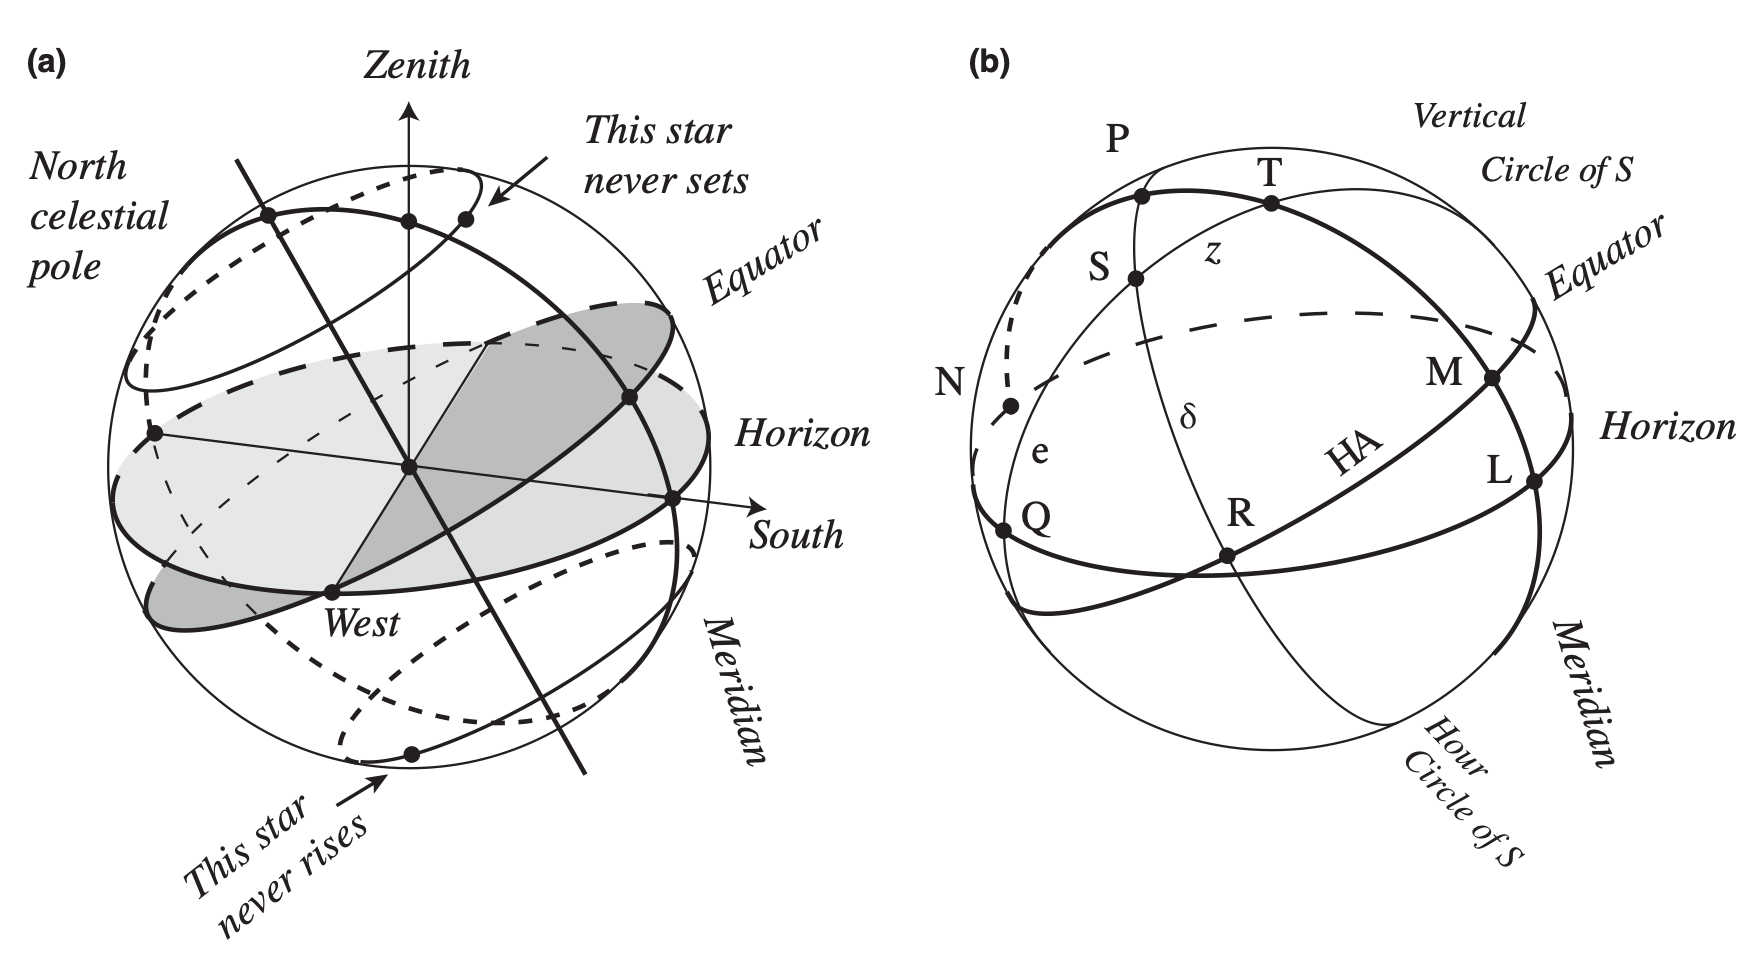 (a)
Zenith
This star
never sets
North
celestial
pole
Equator
Horizon
South
West
Meridian
This star
never rises
(b)
Vertical
Circle of S
P
T
Equator
S
z
N
M
δ
Horizon
HA
e
L
Q
R
Meridian
Hour
Circle of S